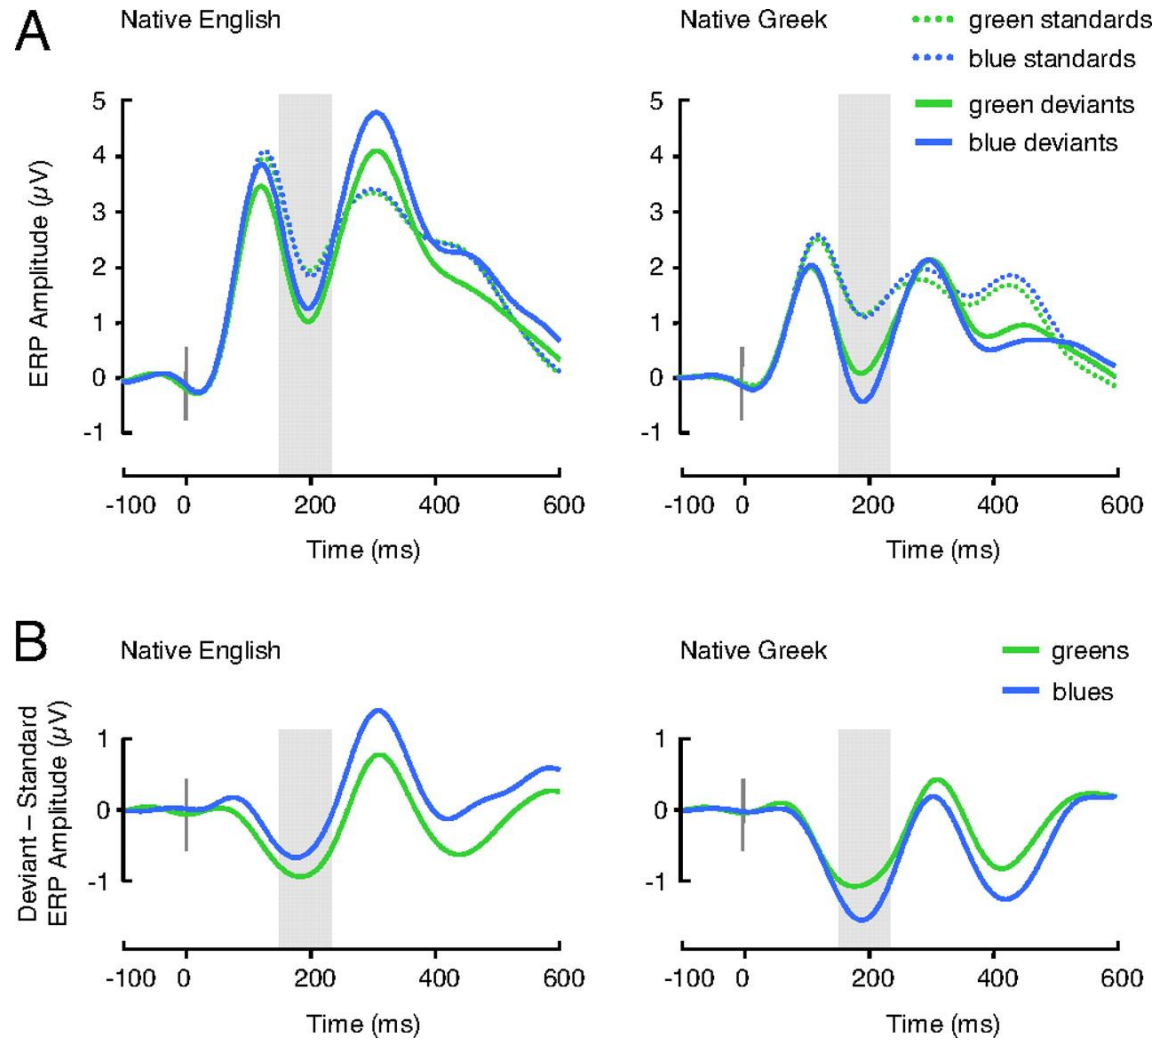 A
Native English
Native Greek
green standards
blue standards
green deviants
blue deviants
ERP Amplitude (µV)
5
4
3
2
1
0
-1
-100 0 200 400 600
Time (ms)
5
4
3
2
1
0
-1
-100 0 200 400 600
Time (ms)
B
Native English
Native Greek
greens
blues
Deviant – Standard
ERP Amplitude (µV)
1
0
-1
-100 0 200 400 600
Time (ms)
1
0
-1
-100 0 200 400 600
Time (ms)